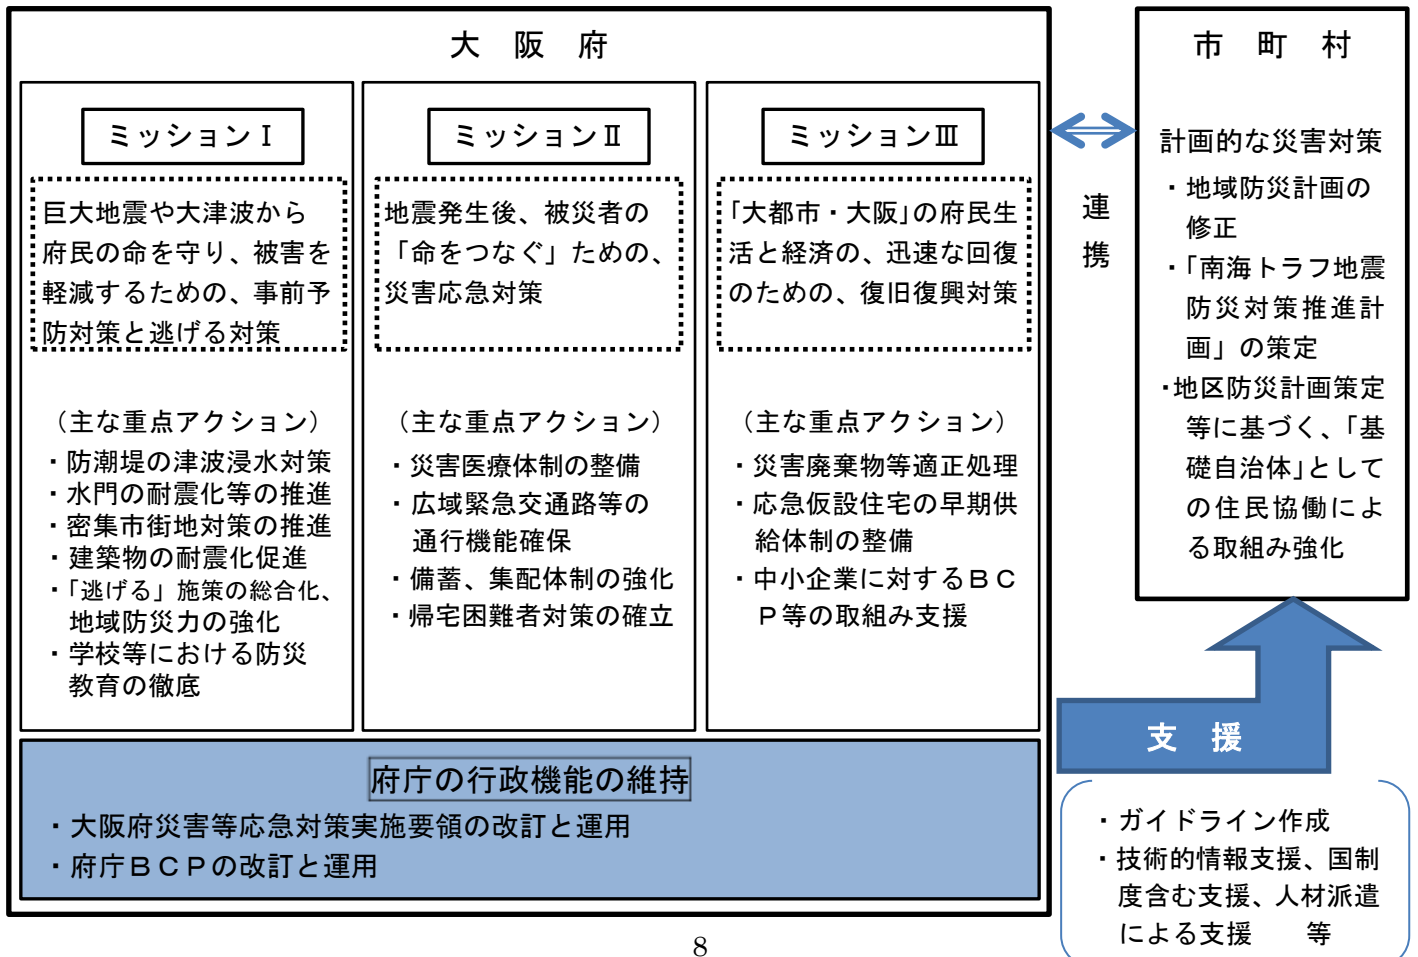 大　阪　府
ミッションⅠ
巨大地震や大津波から
府民の命を守り、被害を
軽減するための、事前予
防対策と逃げる対策
（主な重点アクション）
・防潮堤の津波浸水対策
・水門の耐震化等の推進
・密集市街地対策の推進
・建築物の耐震化促進
・「逃げる」施策の総合化、
地域防災力の強化
・学校等における防災
教育の徹底
ミッションⅡ
地震発生後、被災者の
「命をつなぐ」ための、
災害応急対策
（主な重点アクション）
・災害医療体制の整備
・広域緊急交通路等の
通行機能確保
・備蓄、集配体制の強化
・帰宅困難者対策の確立
ミッションⅢ
「大都市・大阪」の府民生
活と経済の、迅速な回復
のための、復旧復興対策
（主な重点アクション）
・災害廃棄物等適正処理
・応急仮設住宅の早期供
給体制の整備
・中小企業に対するＢＣ
Ｐ等の取組み支援
府庁の行政機能の維持
・大阪府災害等応急対策実施要領の改訂と運用
・府庁ＢＣＰの改訂と運用
連
携
市　町　村
計画的な災害対策
・地域防災計画の
修正
・「南海トラフ地震
防災対策推進計
画」の策定
・地区防災計画策定
等に基づく、「基
礎自治体」として
の住民協働によ
る取組み強化
支　援
・ガイドライン作成
・技術的情報支援、国制
度含む支援、人材派遣
による支援　　等
8